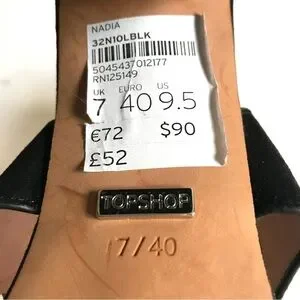 NADIA
32N10LBLK
5045437012177
RN125149
UK EURO US
7 40 9.5
€72 $90
£52
TOPSHOP
7/40